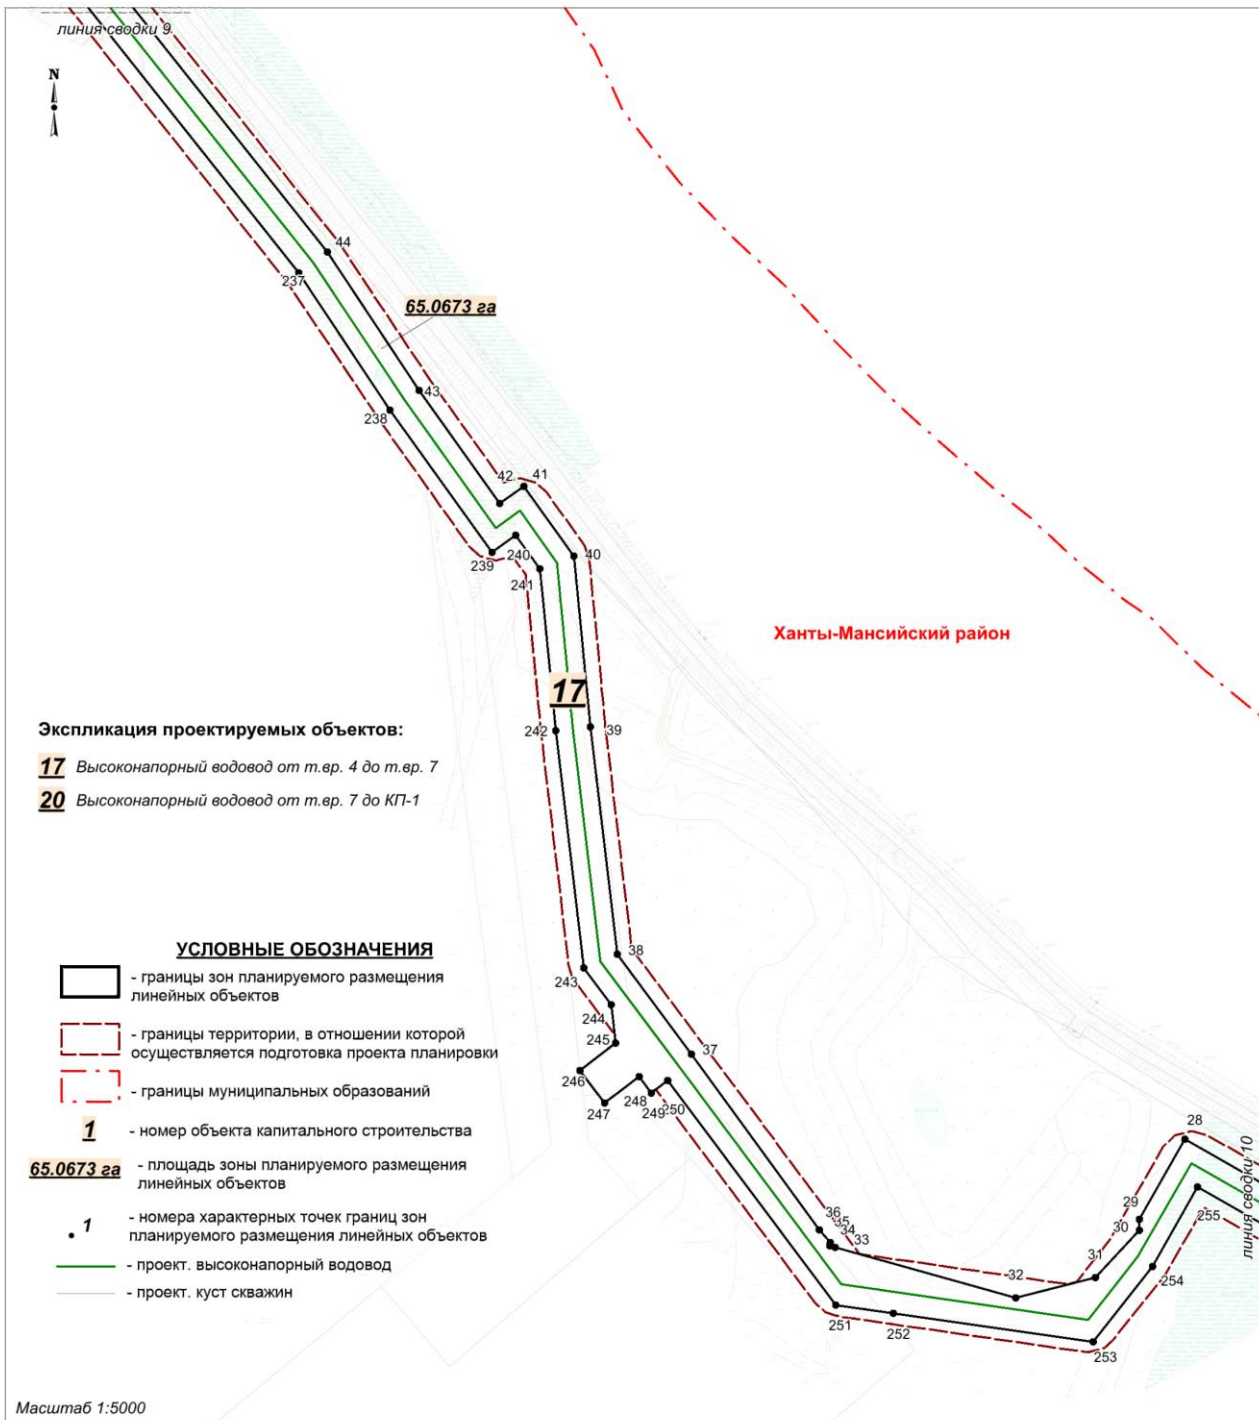 линия сводки 9
N
44
237
65.0673 га
43
238
42
41
240
40
239
241
Ханты-Мансийский район
17
242
39
Экспликация проектируемых объектов:
17 Высоконапорный водовод от т.вр. 4 до т.вр. 7
20 Высоконапорный водовод от т.вр. 7 до КП-1
38
243
244
245
37
246
247
248
249
250
УСЛОВНЫЕ ОБОЗНАЧЕНИЯ
- границы зон планируемого размещения
линейных объектов
- границы территории, в отношении которой
осуществляется подготовка проекта планировки
- границы муниципальных образований
1 - номер объекта капитального строительства
65.0673 га - площадь зоны планируемого размещения
линейных объектов
1 - номера характерных точек границ зон
планируемого размещения линейных объектов
- проект. высоконапорный водовод
- проект. куст скважин
28
29
30
255
36
35
34
33
31
32
254
251
252
253
линия сводки 10
Масштаб 1:5000